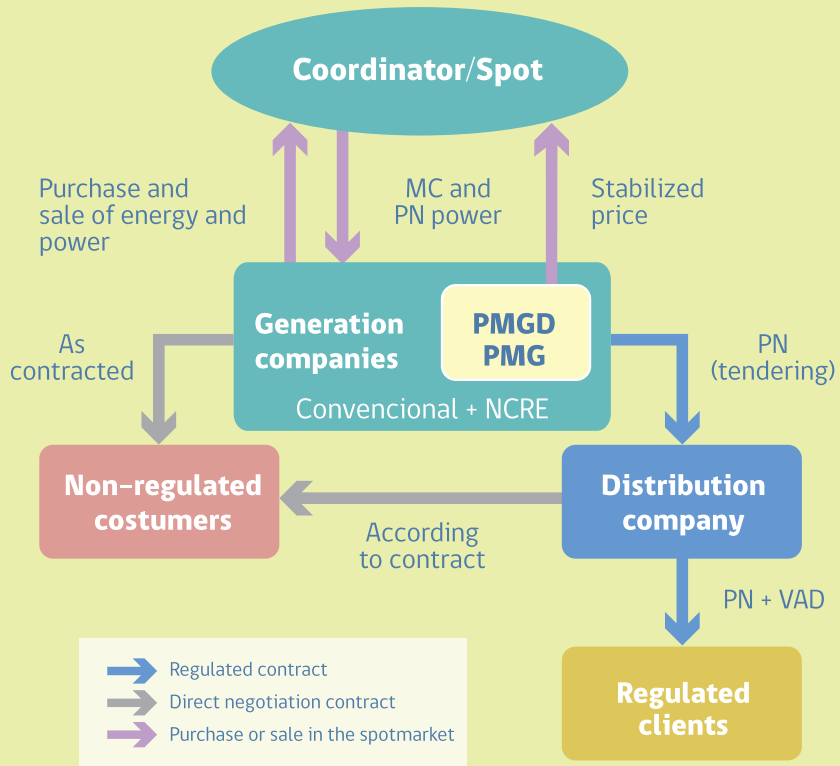 Coordinator/Spot
Purchase and
sale of energy and
power
MC and
PN power
Stabilized
price
Generation
companies
PMGD
PMG
Convencional + NCRE
As
contracted
PN
(tendering)
Non-regulated
costumers
Distribution
company
According
to contract
PN + VAD
Regulated
clients
Regulated contract
Direct negotiation contract
Purchase or sale in the spotmarket